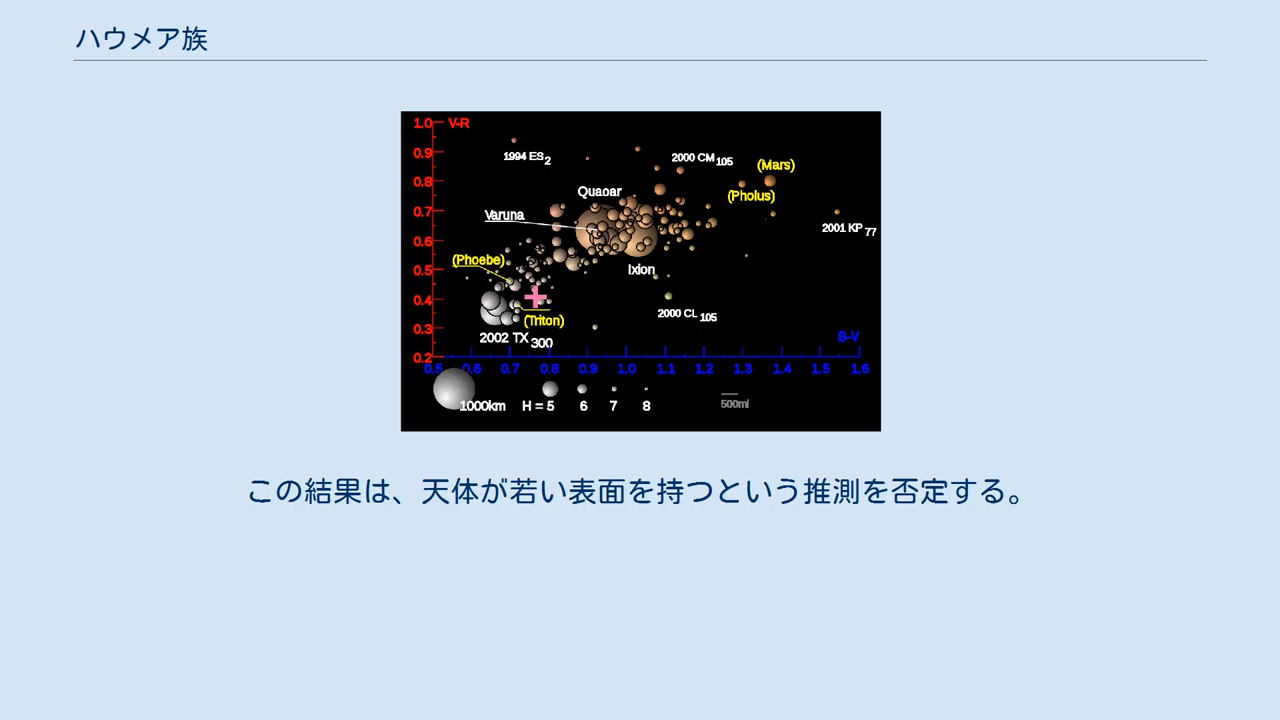 ハウメア族
1.0 V-R
0.9
0.8
0.7
0.6
0.5
0.4
0.3
0.2
1994 ES2
2000 CM105
(Mars)
(Pholus)
Quaoar
Varuna
2001 KP77
(Phoebe)
Ixion
2000 CL105
(Triton)
2002 TX300
B-V
0.5 0.6 0.7 0.8 0.9 1.0 1.1 1.2 1.3 1.4 1.5 1.6
1000km H = 5 6 7 8 500ml
この結果は、天体が若い表面を持つという推測を否定する。